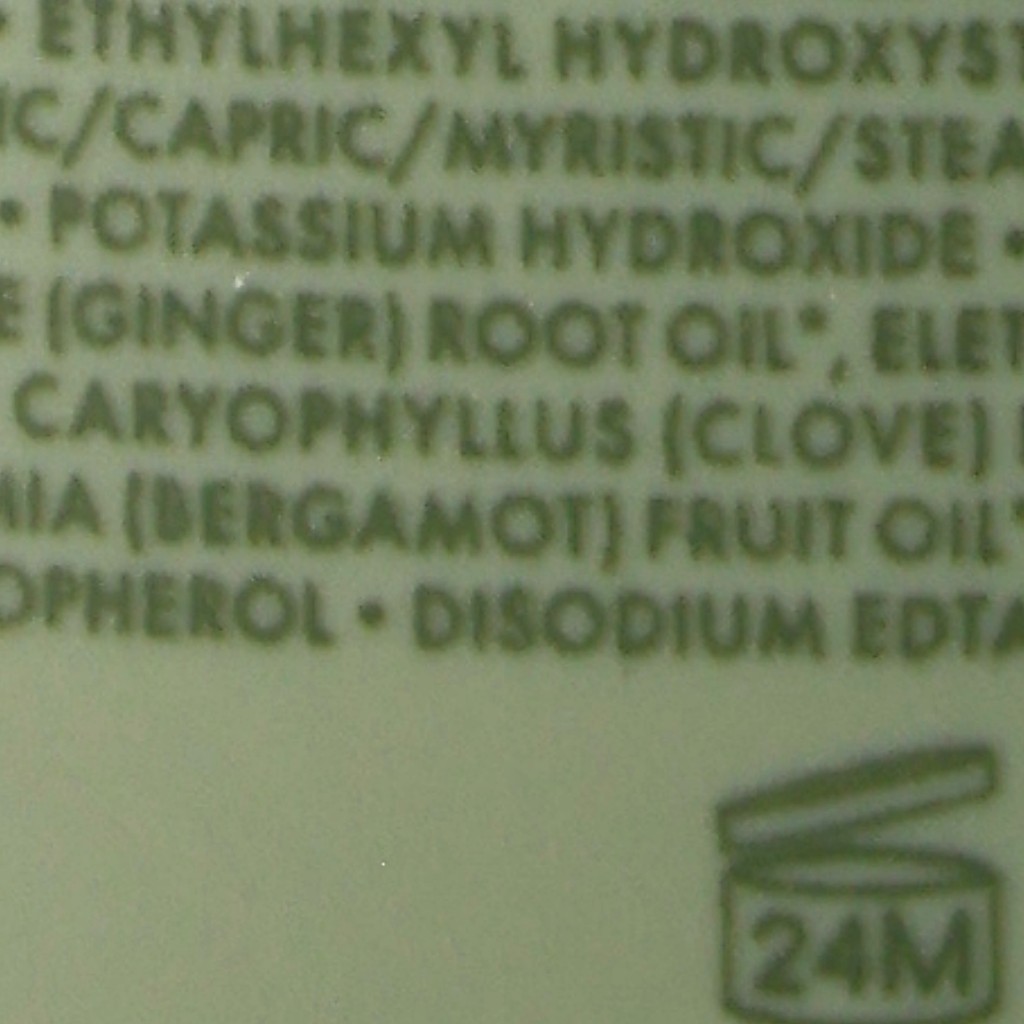 • ETHYLHEXYL HYDROXYST
IC/CAPRIC/MYRISTIC/STEA
• POTASSIUM HYDROXIDE •
E (GINGER) ROOT OIL*, ELET
CARYOPHYLLUS (CLOVE)
MIA (BERGAMOT) FRUIT OIL*
OPHEROL • DISODIUM EDTA
24M